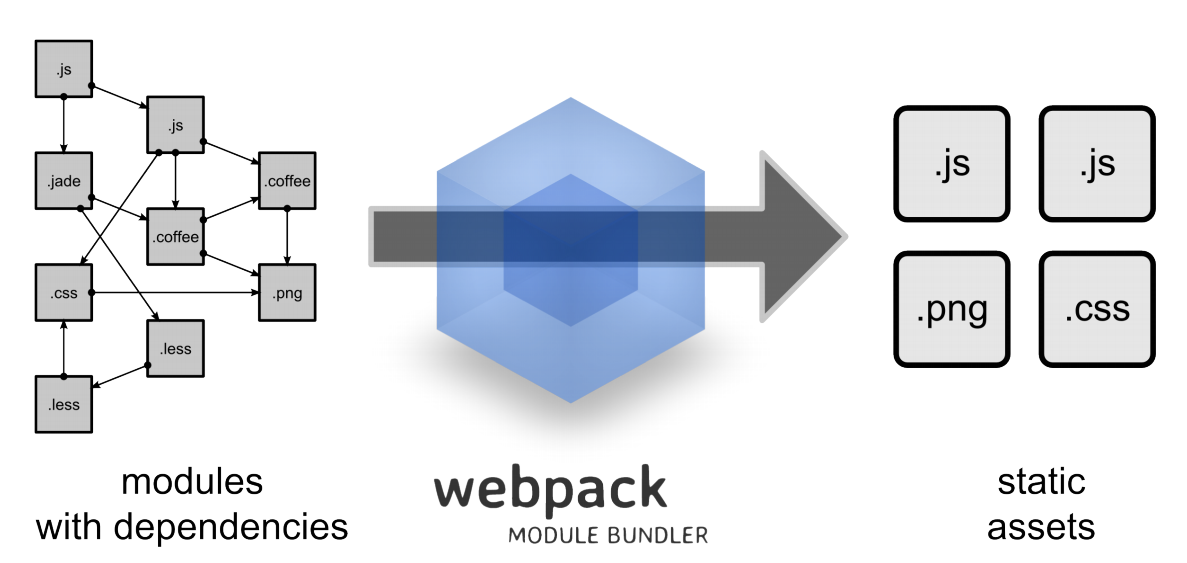 .js
.js
.jade
.coffee
.coffee
.css
.png
.less
.less
modules
with dependencies
webpack
MODULE BUNDLER
.js
.js
.png
.css
static
assets